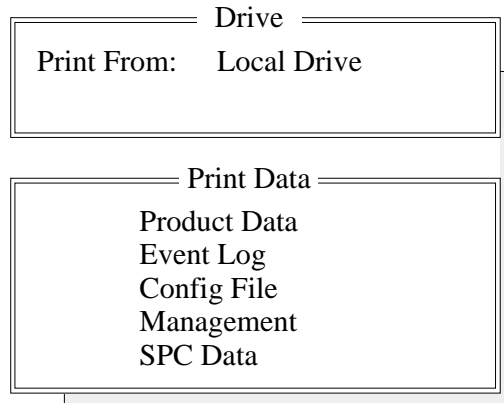 Drive
Print From: Local Drive
Print Data
Product Data
Event Log
Config File
Management
SPC Data